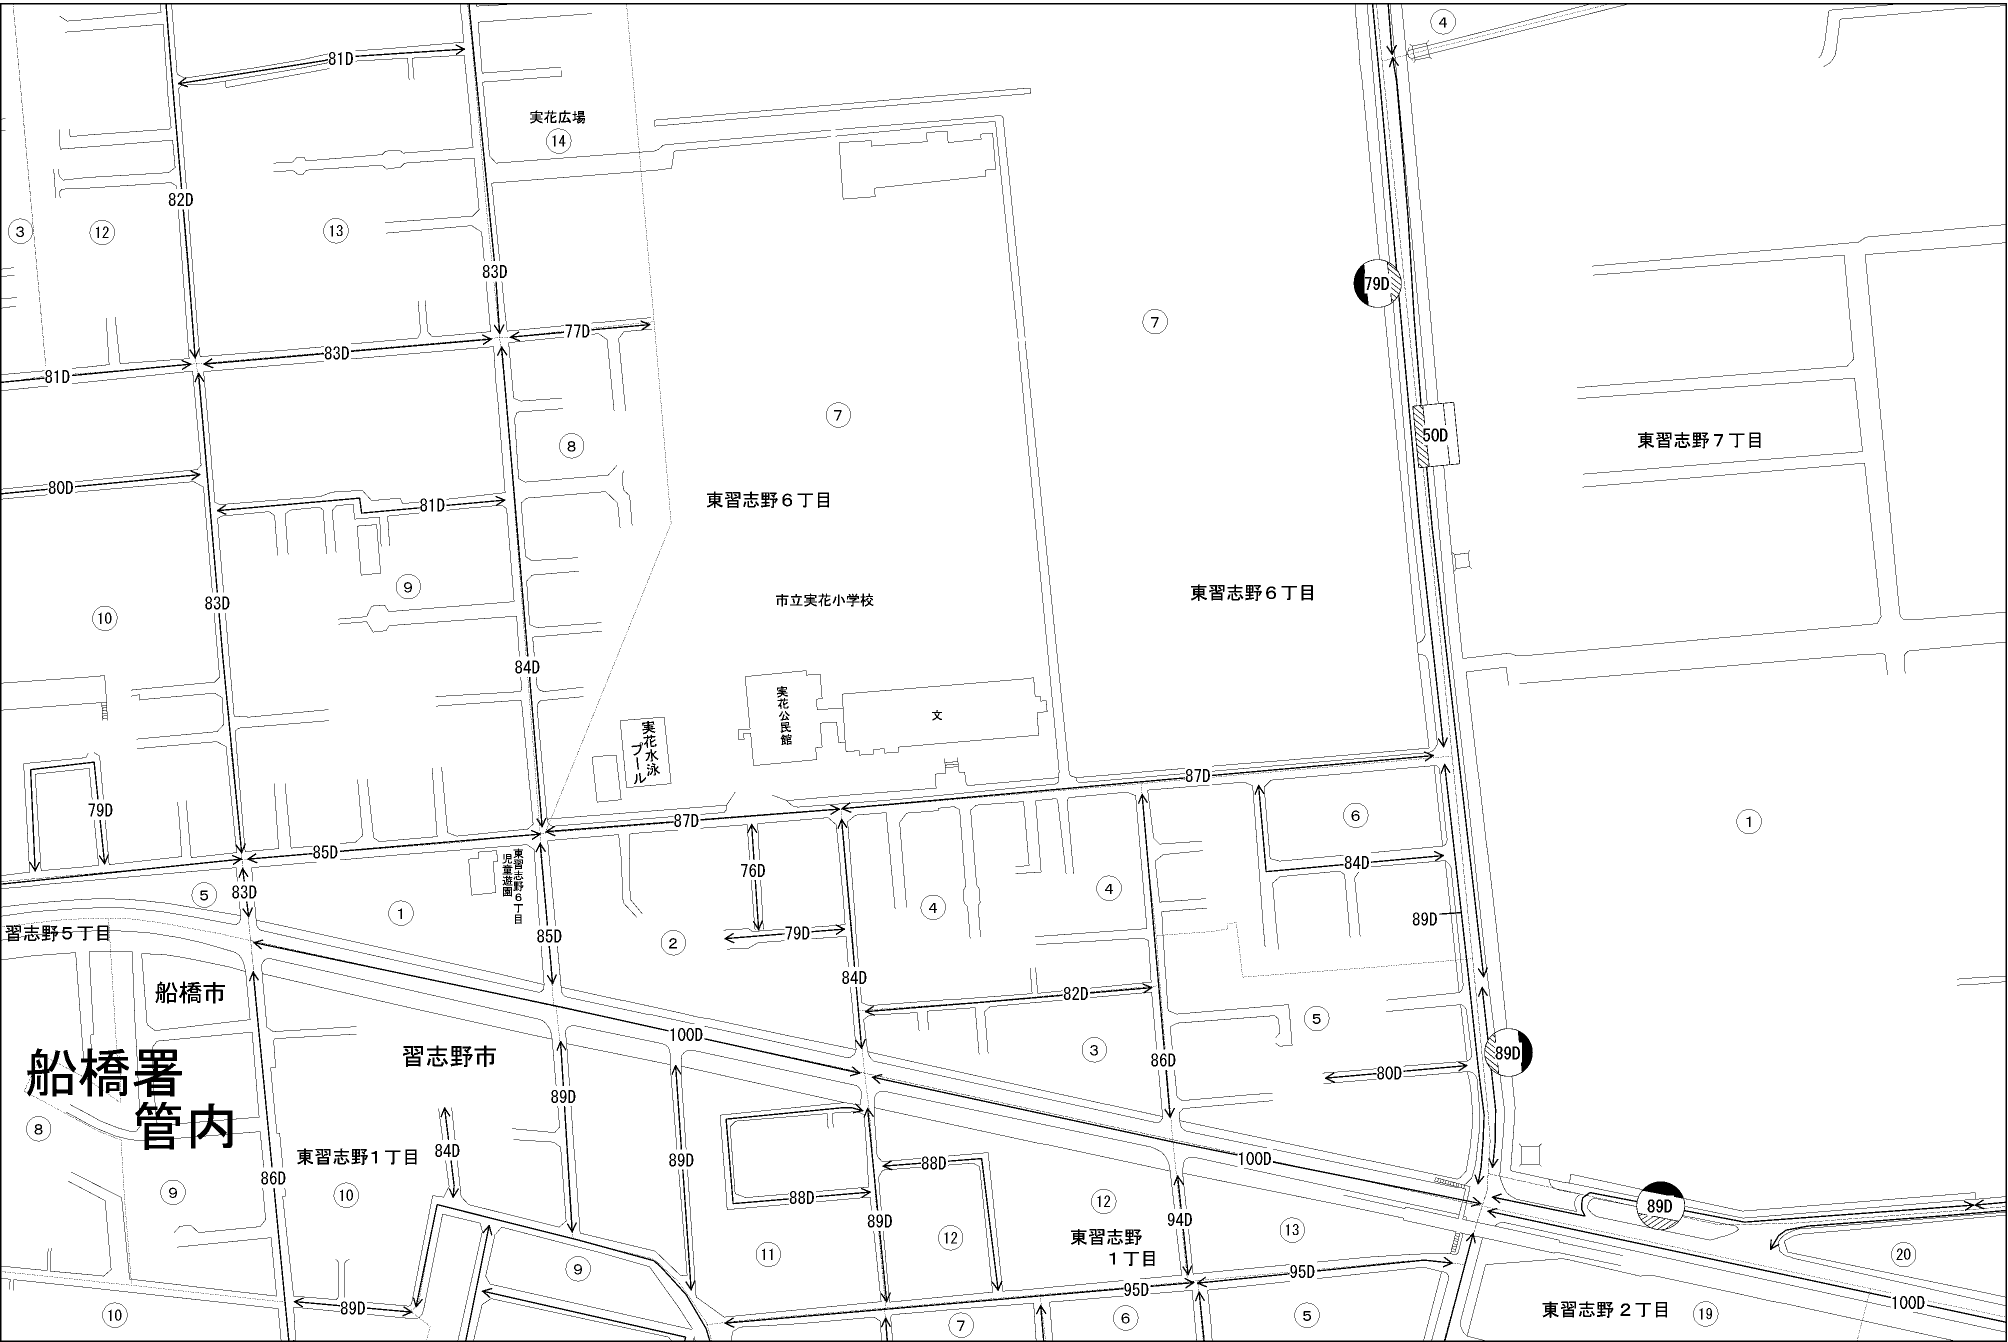 4
81D
実花広場
14
82D
3
12
13
83D
79D
7
77D
83D
81D
7
50D
8
東習志野7丁目
80D
81D
東習志野6丁目
9
市立実花小学校
東習志野6丁目
83D
10
84D
実花公民館
文
実花水泳
プール
87D
79D
87D
6
1
85D
東習志野6丁目
児童遊園
76D
84D
83D
5
1
4
4
89D
習志野5丁目
85D
2
79D
84D
船橋市
82D
100D
5
習志野市
3
86D
89D
船橋署
管内
80D
89D
8
84D
89D
88D
100D
東習志野1丁目
86D
9
10
88D
12
89D
94D
89D
東習志野
1丁目
13
11
12
20
9
95D
95D
89D
100D
10
7
6
5
東習志野2丁目
19